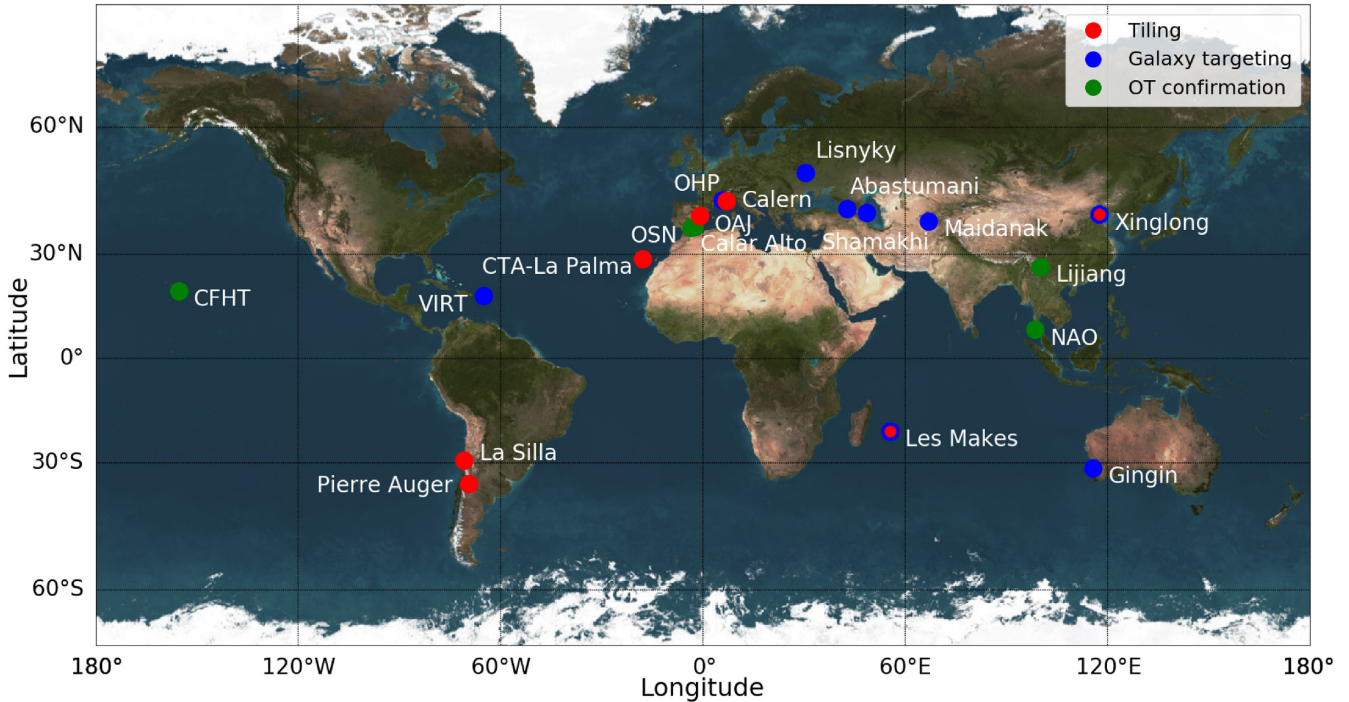 Tiling
Galaxy targeting
OT confirmation
60°N
30°N
0°
30°S
60°S
Latitude
Lisnyky
OHP
Abastumani
Calern
OAJ
Xinglong
OSN
Calar Alto
Shamakhi
Maidanak
CTA-La Palma
Lijiang
CFHT
VIRT
NAO
Les Makes
La Silla
Gingin
Pierre Auger
180°
120°W
60°W
0°
60°E
120°E
180°
Longitude